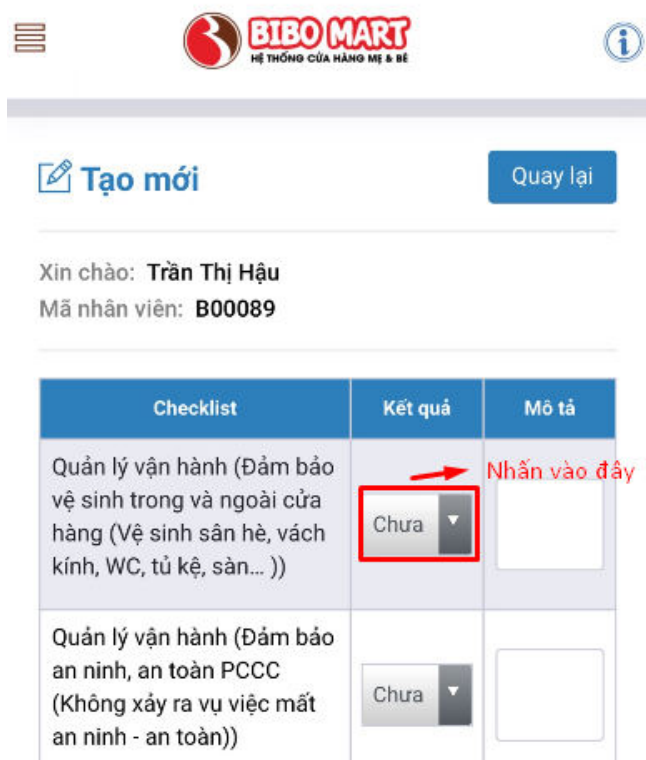 BIBO MART
HỆ THỐNG CỬA HÀNG MẸ & BÉ
i
Tạo mới
Quay lại
Xin chào: Trần Thị Hậu
Mã nhân viên: B00089
Checklist
Kết quả
Mô tả
Quản lý vận hành (Đảm bảo
vệ sinh trong và ngoài cửa
hàng (Vệ sinh sân hè, vách
kính, WC, tủ kệ, sàn... ))
Chưa
Nhấn vào đây
Quản lý vận hành (Đảm bảo
an ninh, an toàn PCCC
(Không xảy ra vụ việc mất
an ninh - an toàn))
Chưa